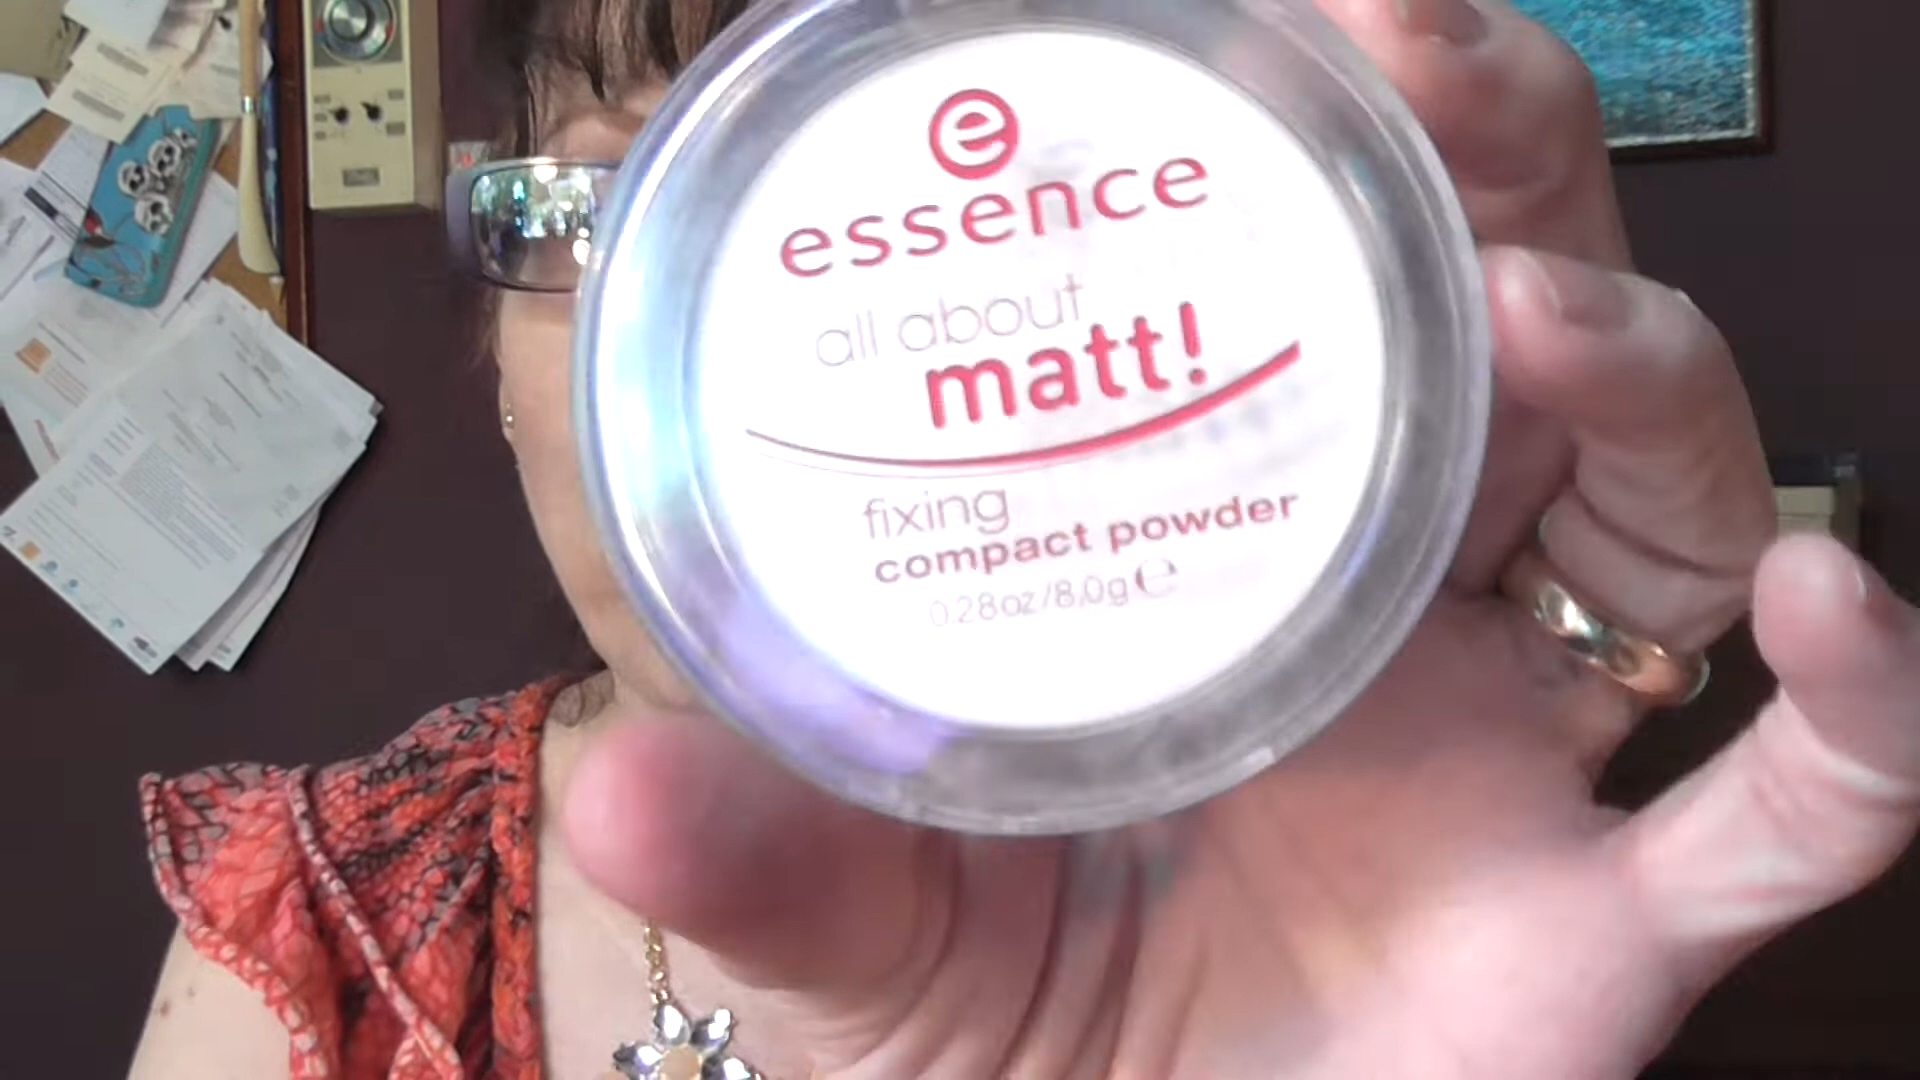 e
essence
all about
matt!
fixing
compact powder
0.28oz/8,0g ℮